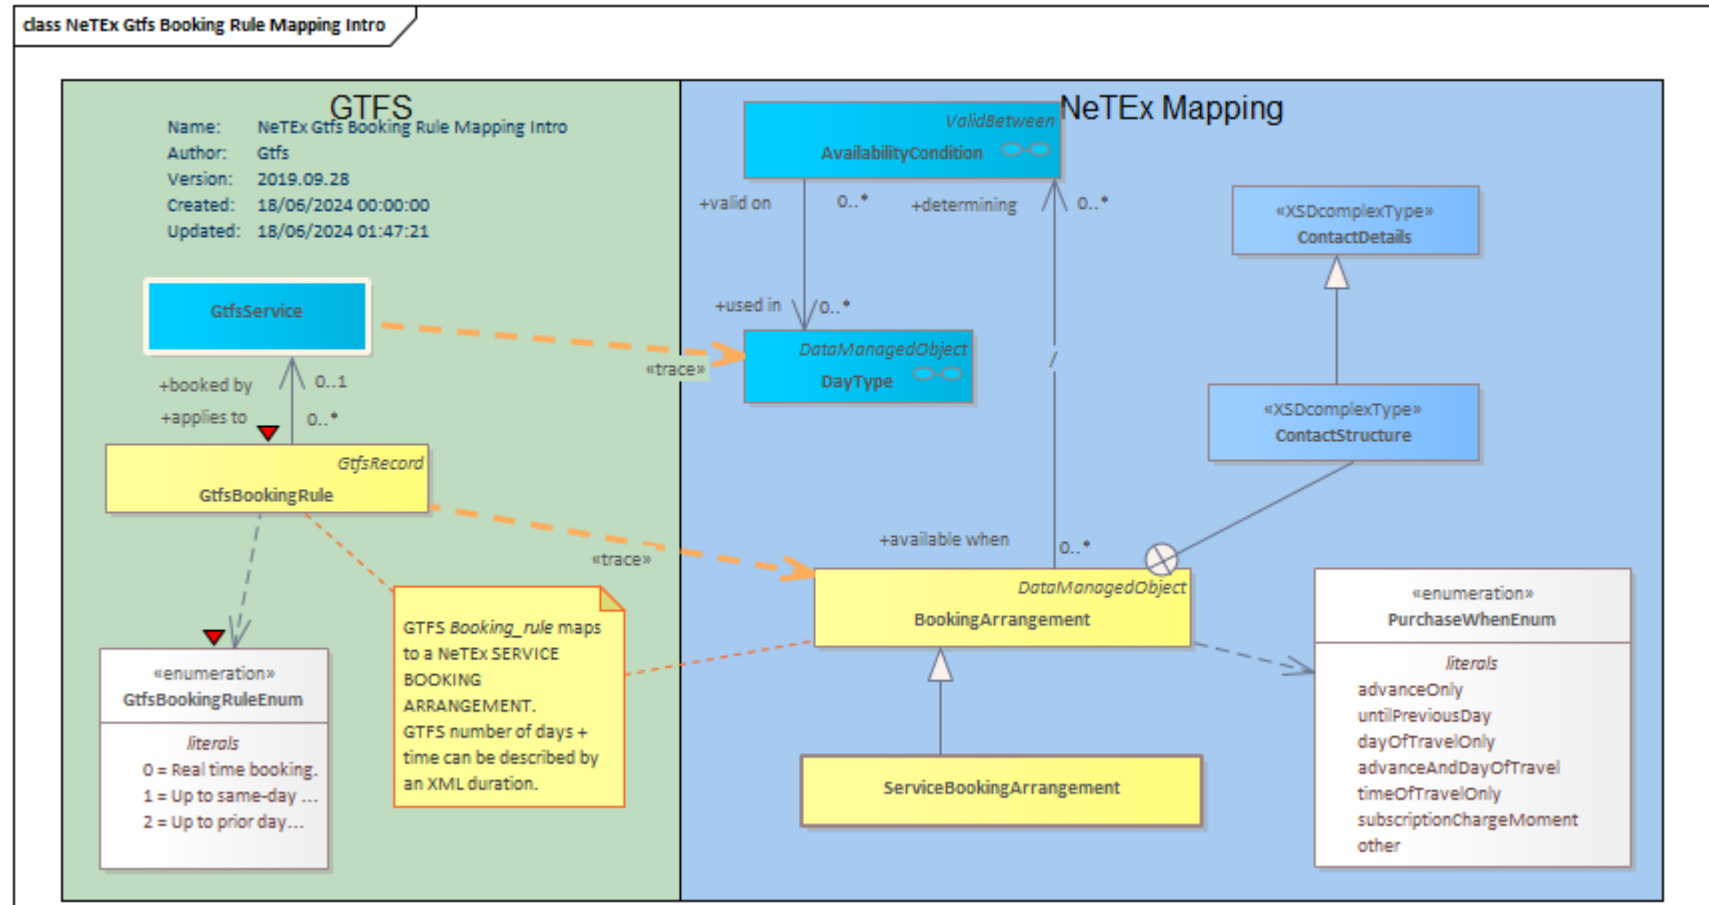 class NeTEx Gtfs Booking Rule Mapping Intro
GTFS
Name: NeTEx Gtfs Booking Rule Mapping Intro
Author: Gtfs
Version: 2019.09.28
Created: 18/06/2024 00:00:00
Updated: 18/06/2024 01:47:21
GtfsService
+booked by 0..1
+applies to 0..*
GtfsRecord
GtfsBookingRule
«trace»
«trace»
«enumeration»
GtfsBookingRuleEnum
literals
0 = Real time booking.
1 = Up to same-day ...
2 = Up to prior day...
GTFS Booking_rule maps
to a NeTEx SERVICE
BOOKING
ARRANGEMENT.
GTFS number of days +
time can be described by
an XML duration.
NeTEx Mapping
ValidBetween
AvailabilityCondition
+valid on 0..* +determining 0..*
+used in 0..*
DataManagedObject
DayType
/
«XSDcomplexType»
ContactDetails
«XSDcomplexType»
ContactStructure
+available when 0..*
DataManagedObject
BookingArrangement
ServiceBookingArrangement
«enumeration»
PurchaseWhenEnum
literals
advanceOnly
untilPreviousDay
dayOfTravelOnly
advanceAndDayOfTravel
timeOfTravelOnly
subscriptionChargeMoment
other